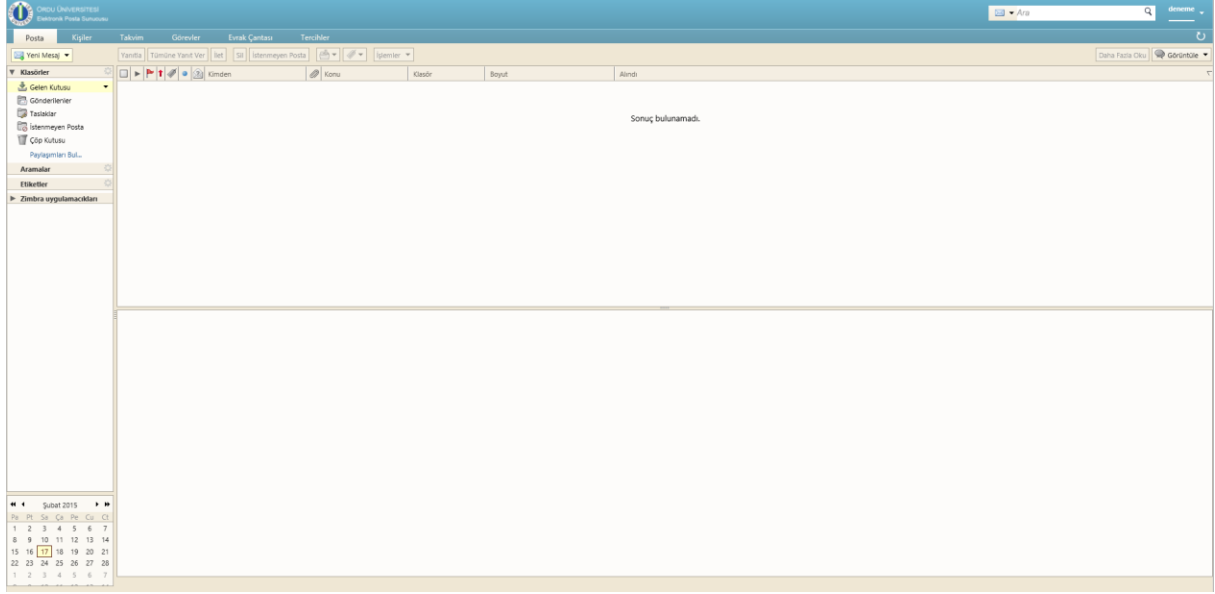 ORDU ÜNİVERSİTESİ
Elektronik Posta Sunucusu
Ara
deneme
Posta Kişiler Takvim Görevler Evrak Çantası Tercihler
Yeni Mesaj
Yanıtla Tümüne Yanıt Ver İlet Sil İstenmeyen Posta İşlemler
Daha Fazla Oku Görüntüle
Klasörler
Kimden Konu Klasör Boyut Alındı
Gelen Kutusu
Gönderilenler
Taslaklar
İstenmeyen Posta
Çöp Kutusu
Paylaşımları Bul...
Aramalar
Etiketler
Zimbra uygulamacıkları
Sonuç bulunamadı.
Şubat 2015
Pa Pt Sa Ça Pe Cu Ct
1 2 3 4 5 6 7
8 9 10 11 12 13 14
15 16 17 18 19 20 21
22 23 24 25 26 27 28
1 2 3 4 5 6 7